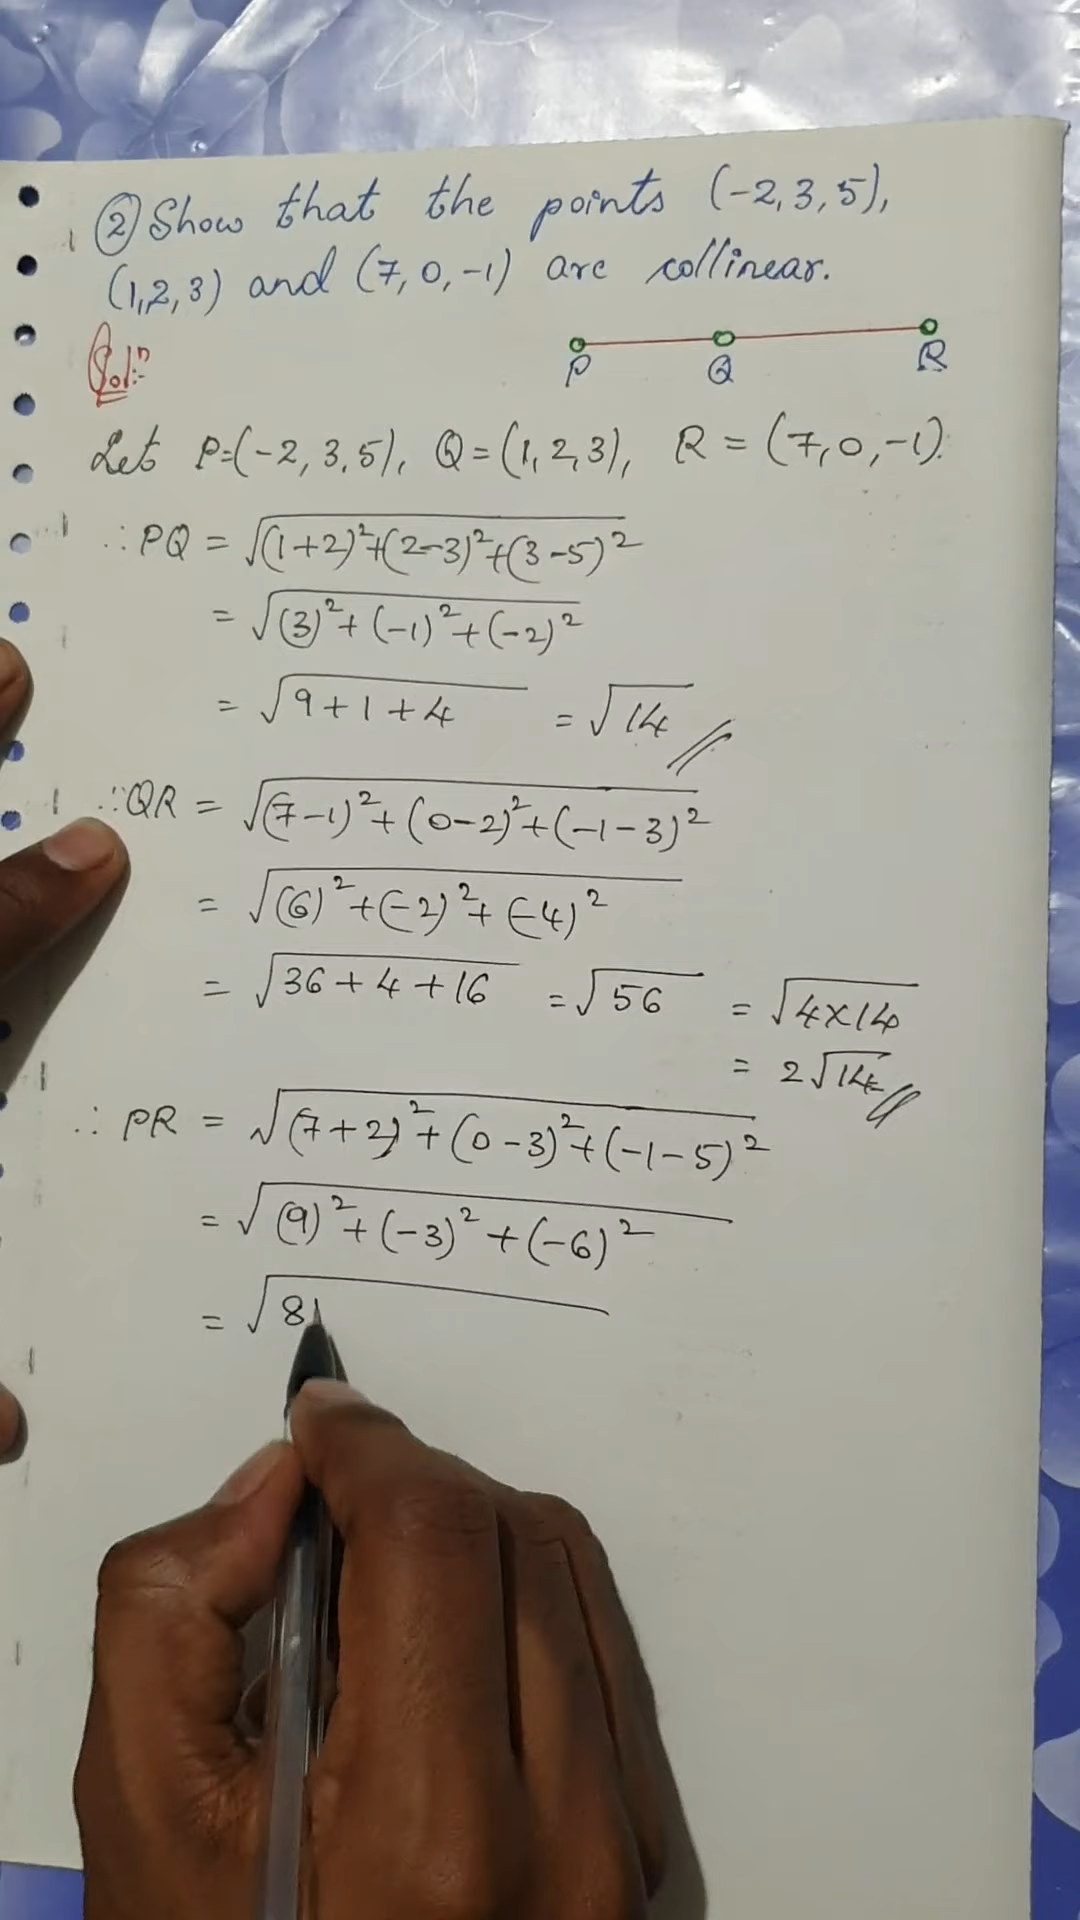 ② Show that the points (-2, 3, 5),
(1, 2, 3) and (7, 0, -1) are collinear.
Sol:n-
P Q R
Let P=(-2, 3, 5), Q=(1, 2, 3), R=(7, 0, -1).
∴ PQ = √(1+2)²+(2-3)²+(3-5)²
= √(3)²+(-1)²+(-2)²
= √9+1+4 = √14
∴ QR = √(7-1)²+(0-2)²+(-1-3)²
= √(6)²+(-2)²+(-4)²
= √36+4+16 = √56 = √4×14
= 2√14
∴ PR = √(7+2)²+(0-3)²+(-1-5)²
= √(9)²+(-3)²+(-6)²
= √81